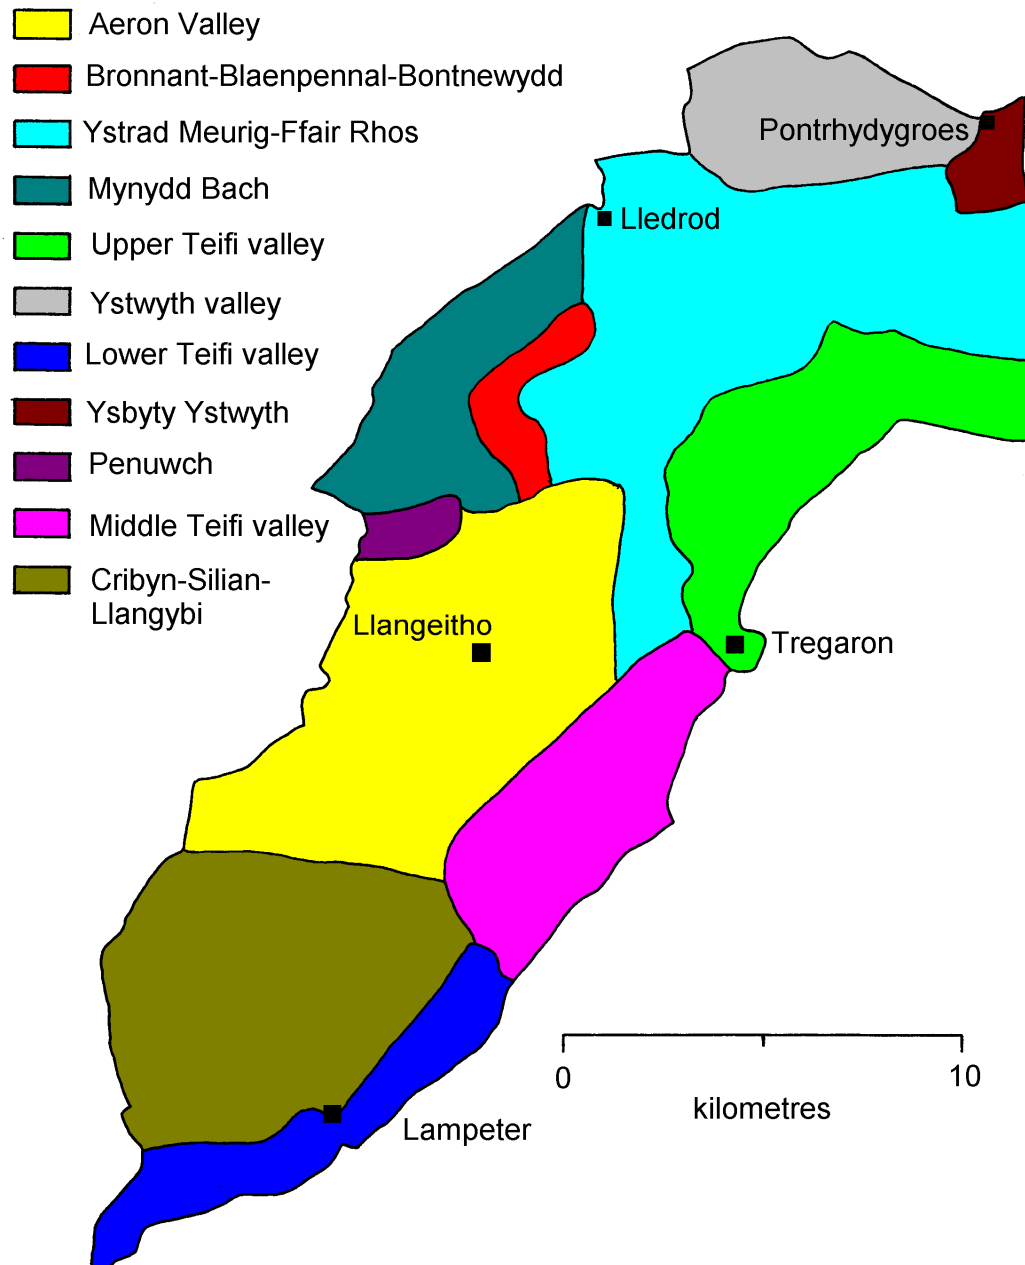 Aeron Valley
Bronnant-Blaenpennal-Bontnewydd
Ystrad Meurig-Ffair Rhos
Mynydd Bach
Upper Teifi valley
Ystwyth valley
Lower Teifi valley
Ysbyty Ystwyth
Penuwch
Middle Teifi valley
Cribyn-Silian-
Llangybi
Pontrhydygroes
Lledrod
Llangeitho
Tregaron
Lampeter
0 10
kilometres